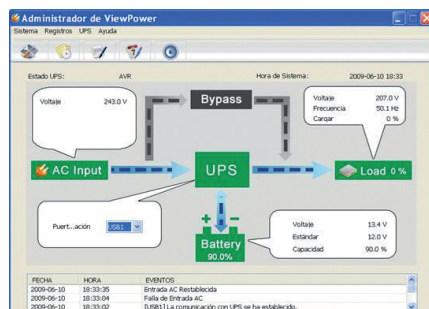 Administrador de ViewPower
Sistema Registros UPS Ayuda
Estado UPS: AVR Hora de Sistema: 2009-06-10 18:33
Voltaje 243.0 V
Bypass
Voltaje 207.0 V
Frecuencia 50.1 Hz
Cargar 0 %
AC Input
UPS
Load 0 %
Puert...ación USB1
+ -
Battery
90.0%
Voltaje 13.4 V
Estándar 12.0 V
Capacidad 90.0 %
FECHA HORA EVENTOS
2009-06-10 18:33:35 Entrada AC Restablecida
2009-06-10 18:33:04 Falla de Entrada AC
2009-06-10 18:33:02 [USB1] La comunicación con UPS se ha establecido.